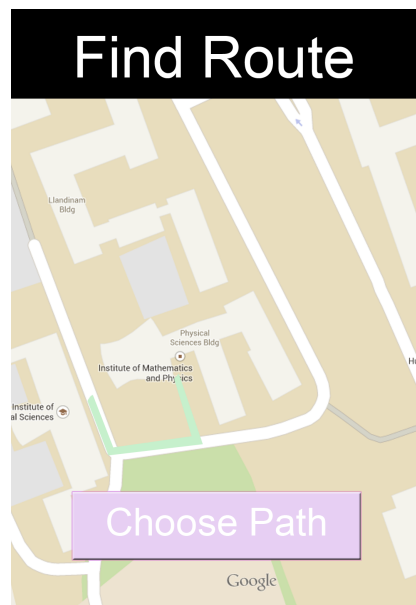 Find Route
Llandinam
Bldg
Physical
Sciences Bldg
Institute of Mathematics
and Physics
Institute of
al Sciences
Choose Path
Google